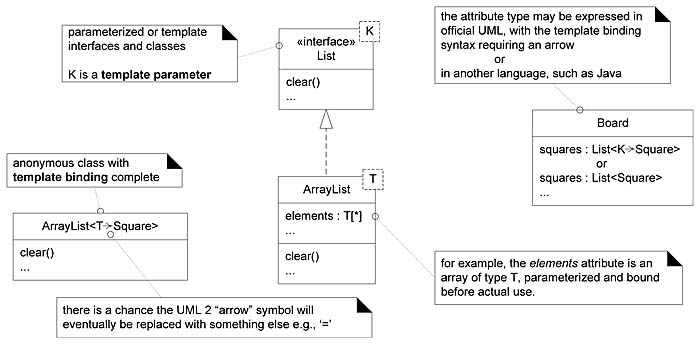 parameterized or template
interfaces and classes
K is a template parameter
K
«interface»
List
clear()
...
the attribute type may be expressed in
official UML, with the template binding
syntax requiring an arrow
or
in another language, such as Java
Board
squares : List<K→Square>
or
squares : List<Square>
...
anonymous class with
template binding complete
ArrayList<T→Square>
clear()
...
T
ArrayList
elements : T[*]
...
clear()
...
for example, the elements attribute is an
array of type T, parameterized and bound
before actual use.
there is a chance the UML 2 “arrow” symbol will
eventually be replaced with something else e.g., ‘=’